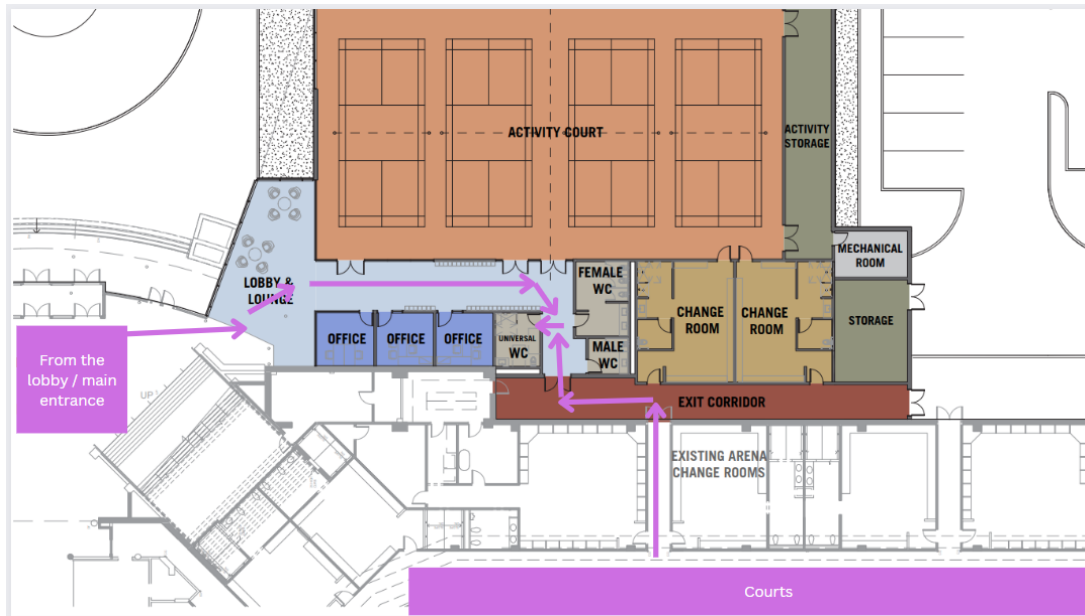 ACTIVITY COURT
ACTIVITY
STORAGE
MECHANICAL
ROOM
LOBBY &
LOUNGE
FEMALE
WC
CHANGE
ROOM
CHANGE
ROOM
STORAGE
OFFICE
OFFICE
OFFICE
UNIVERSAL
WC
MALE
WC
From the
lobby / main
entrance
UP
EXIT CORRIDOR
EXISTING ARENA
CHANGE ROOMS
Courts